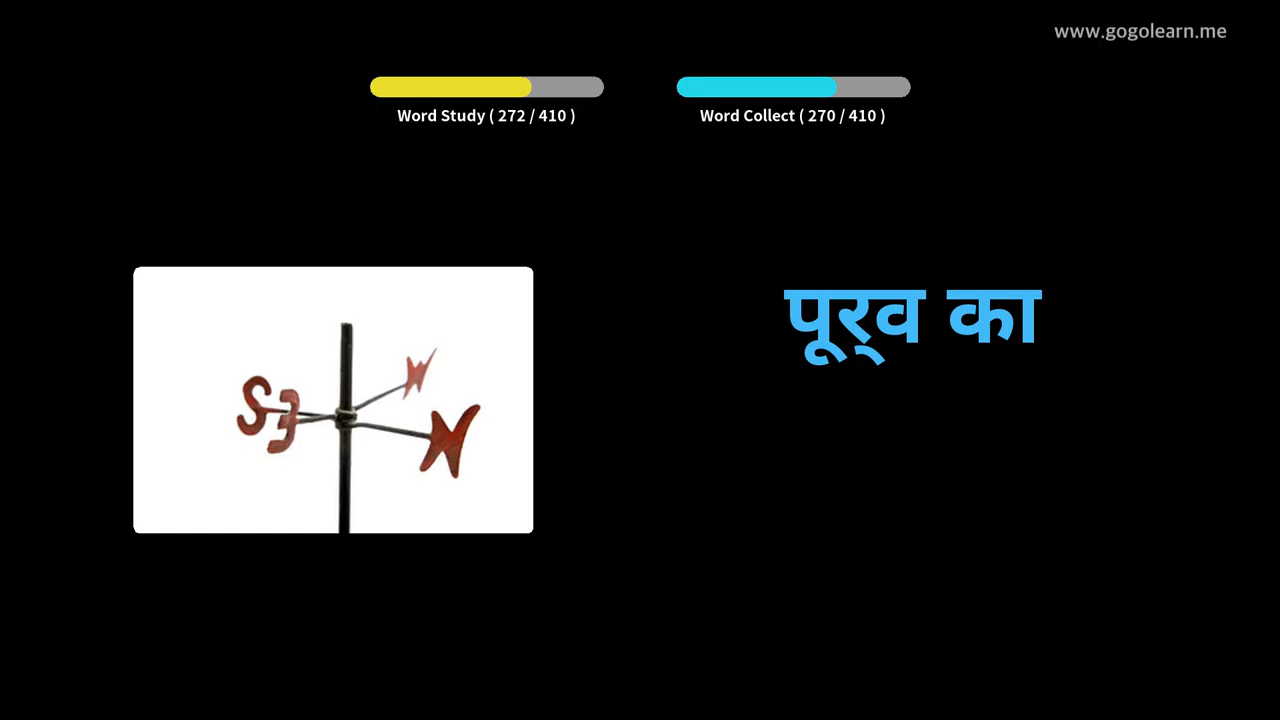 www.gogolearn.me
Word Study ( 272 / 410 )
Word Collect ( 270 / 410 )
पूर्व का
S E W N